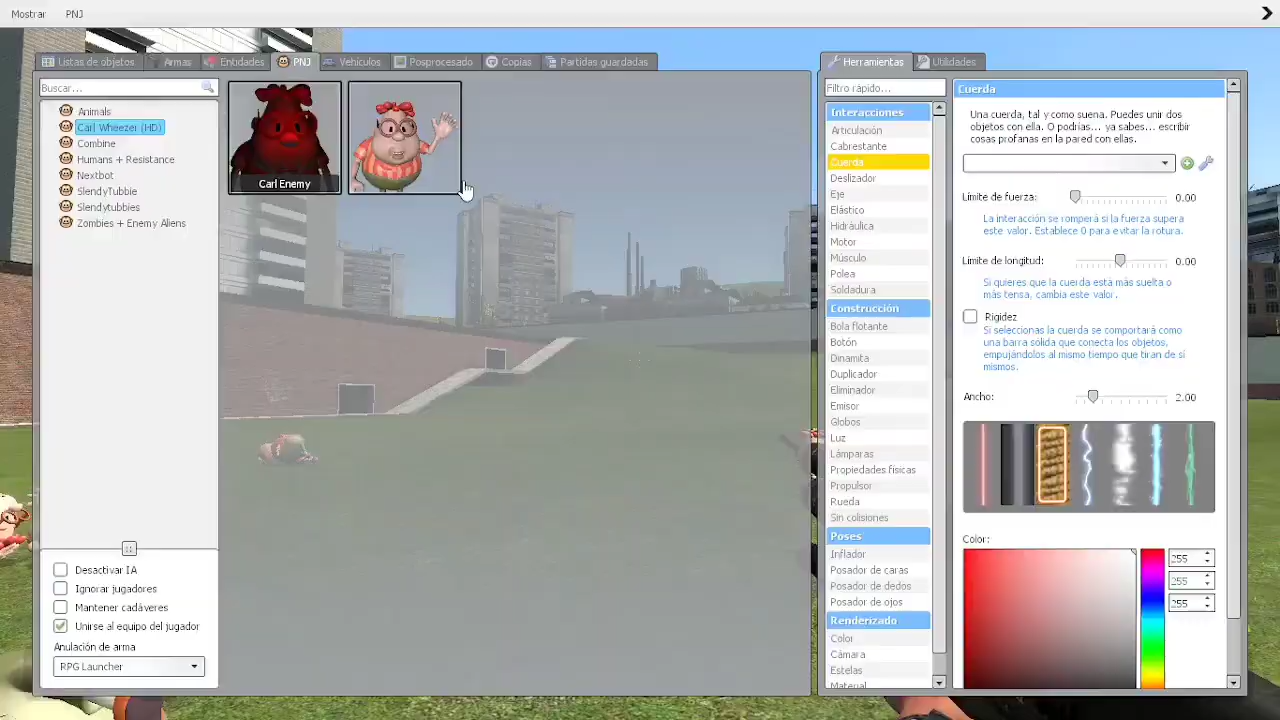 Mostrar PNJ
Listas de objetos Armas Entidades PNJ Vehículos Posprocesado Copias Partidas guardadas
Buscar...
Animals
Carl Wheezer (HD)
Combine
Humans + Resistance
Nextbot
SlendyTubbie
Slendytubbies
Zombies + Enemy Aliens
Carl Enemy
Desactivar IA
Ignorar jugadores
Mantener cadáveres
Unirse al equipo del jugador
Anulación de arma
RPG Launcher
Herramientas Utilidades
Filtro rápido...
Interacciones
Articulación
Cabrestante
Cuerda
Deslizador
Eje
Elástico
Hidráulica
Motor
Músculo
Polea
Soldadura
Construcción
Bola flotante
Botón
Dinamita
Duplicador
Eliminador
Emisor
Globos
Luz
Lámparas
Propiedades físicas
Propulsor
Rueda
Sin colisiones
Poses
Inflador
Posador de caras
Posador de dedos
Posador de ojos
Renderizado
Color
Cámara
Estelas
Material
Cuerda
Una cuerda, tal y como suena. Puedes unir dos
objetos con ella. O podrías... ya sabes... escribir
cosas profanas en la pared con ellas.
Límite de fuerza: 0.00
La interacción se romperá si la fuerza supera
este valor. Establece 0 para evitar la rotura.
Límite de longitud: 0.00
Si quieres que la cuerda está más suelta o
más tensa, cambia este valor.
Rigidez
Si seleccionas la cuerda se comportará como
una barra sólida que conecta los objetos,
empujándolos al mismo tiempo que tiran de sí
mismos.
Ancho: 2.00
Color:
255
255
255